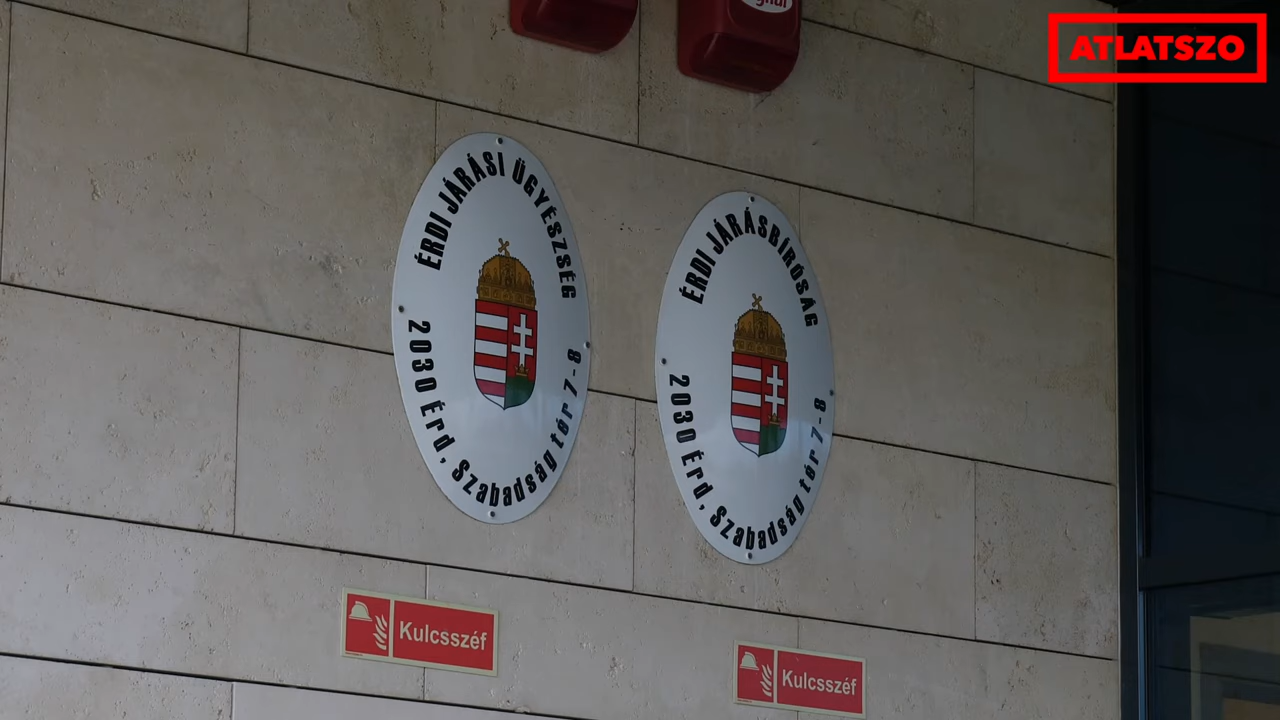 ATLATSZO
ÉRDI JÁRÁSI ÜGYÉSZSÉG
2030 Érd, Szabadság tér 7-8
ÉRDI JÁRÁSBÍRÓSÁG
2030 Érd, Szabadság tér 7-8
Kulcsszéf
Kulcsszéf